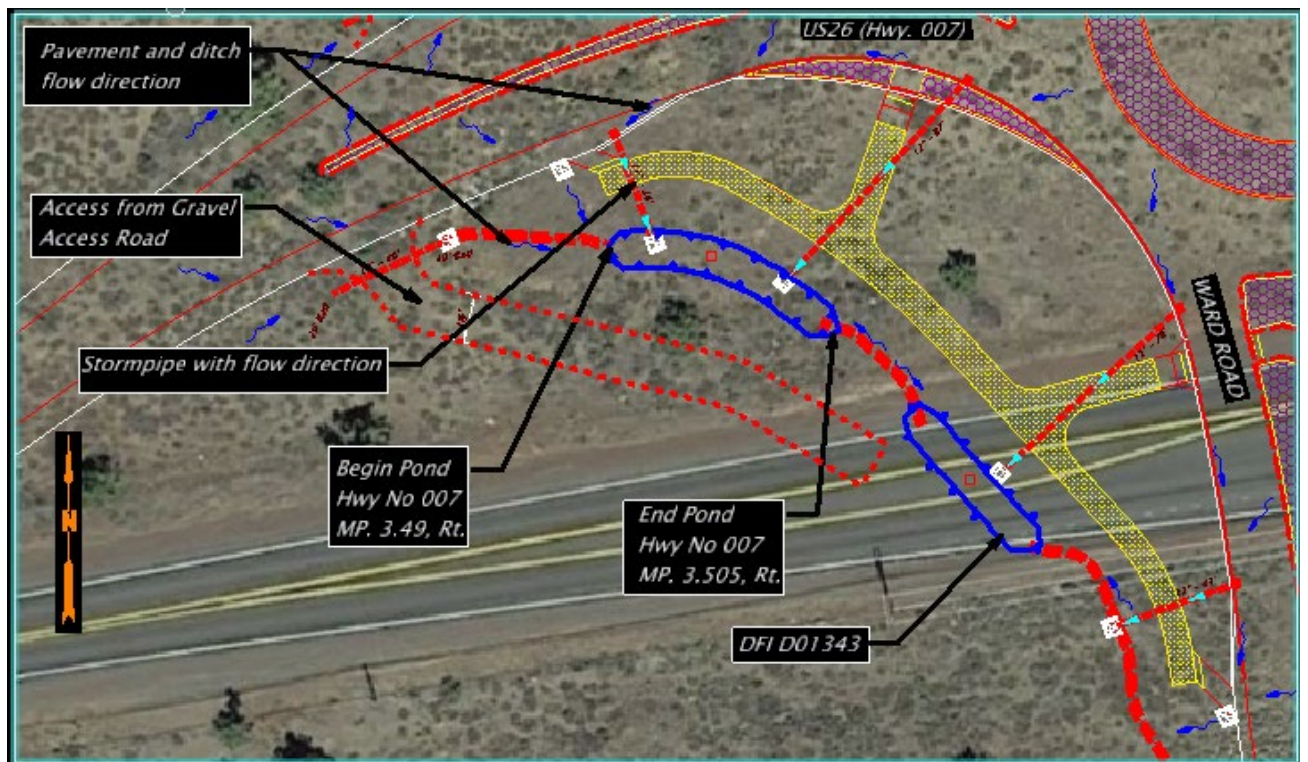 US26 (Hwy. 007)
Pavement and ditch
flow direction
Access from Gravel
Access Road
Stormpipe with flow direction
WARD ROAD
Begin Pond
Hwy No 007
MP. 3.49, Rt.
End Pond
Hwy No 007
MP. 3.505, Rt.
DFI D01343
N